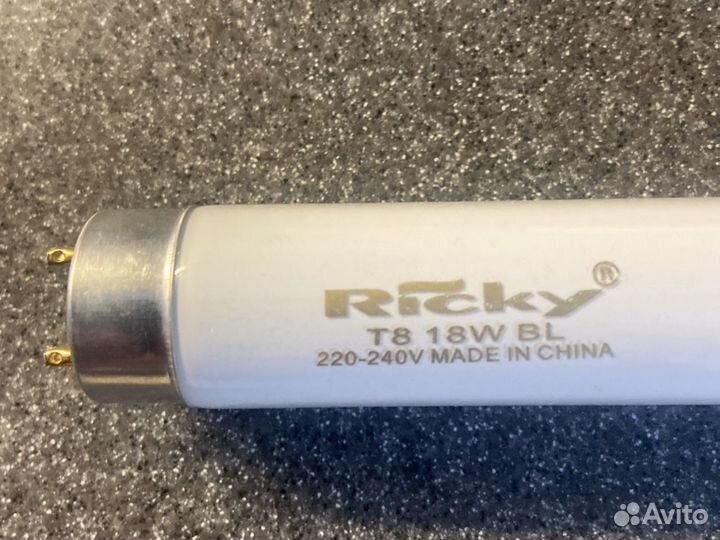 Ricky®
T8 18W BL
220-240V MADE IN CHINA
Avito